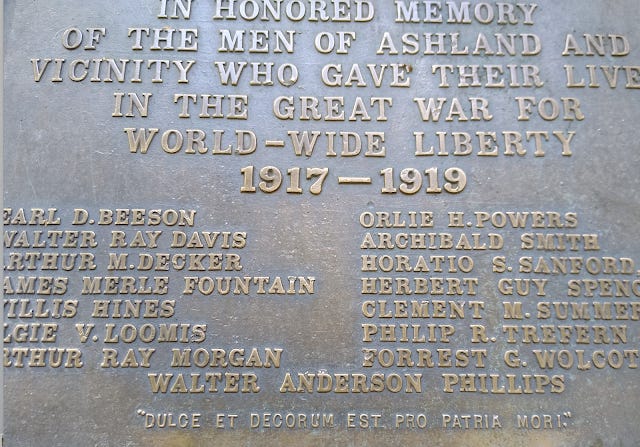 IN HONORED MEMORY
OF THE MEN OF ASHLAND AND
VICINITY WHO GAVE THEIR LIVE
IN THE GREAT WAR FOR
WORLD-WIDE LIBERTY
1917—1919
EARL D. BEESON
WALTER RAY DAVIS
ARTHUR M. DECKER
AMES MERLE FOUNTAIN
ILLIS HINES
LGIE V. LOOMIS
RTHUR RAY MORGAN
ORLIE H. POWERS
ARCHIBALD SMITH
HORATIO S. SANFORD
HERBERT GUY SPENC
CLEMENT M. SUMMER
PHILIP R. TREFERN
FORREST G. WOLCOT
WALTER ANDERSON PHILLIPS
"DULCE ET DECORUM EST. PRO PATRIA MORI."